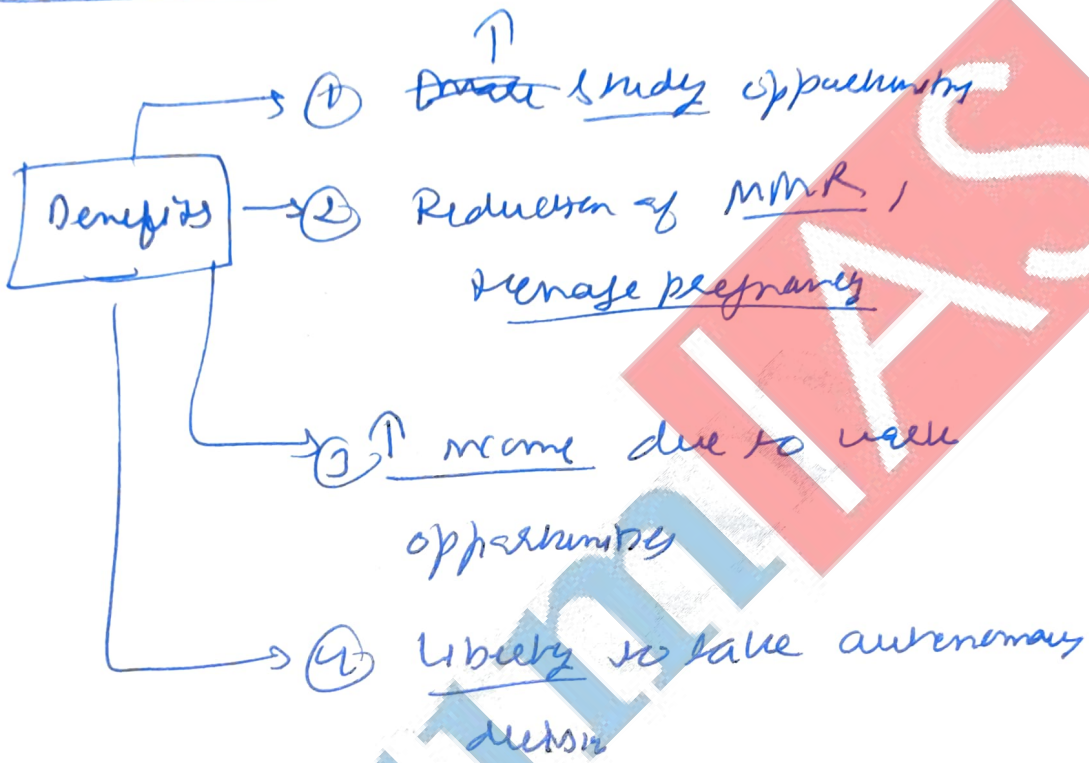 Benefits
① ↑ study opportunity
② Reduction of MMR,
teenage pregnancy
③ ↑ income due to work
opportunities
④ Liberty to take autonomous
decision
IAS